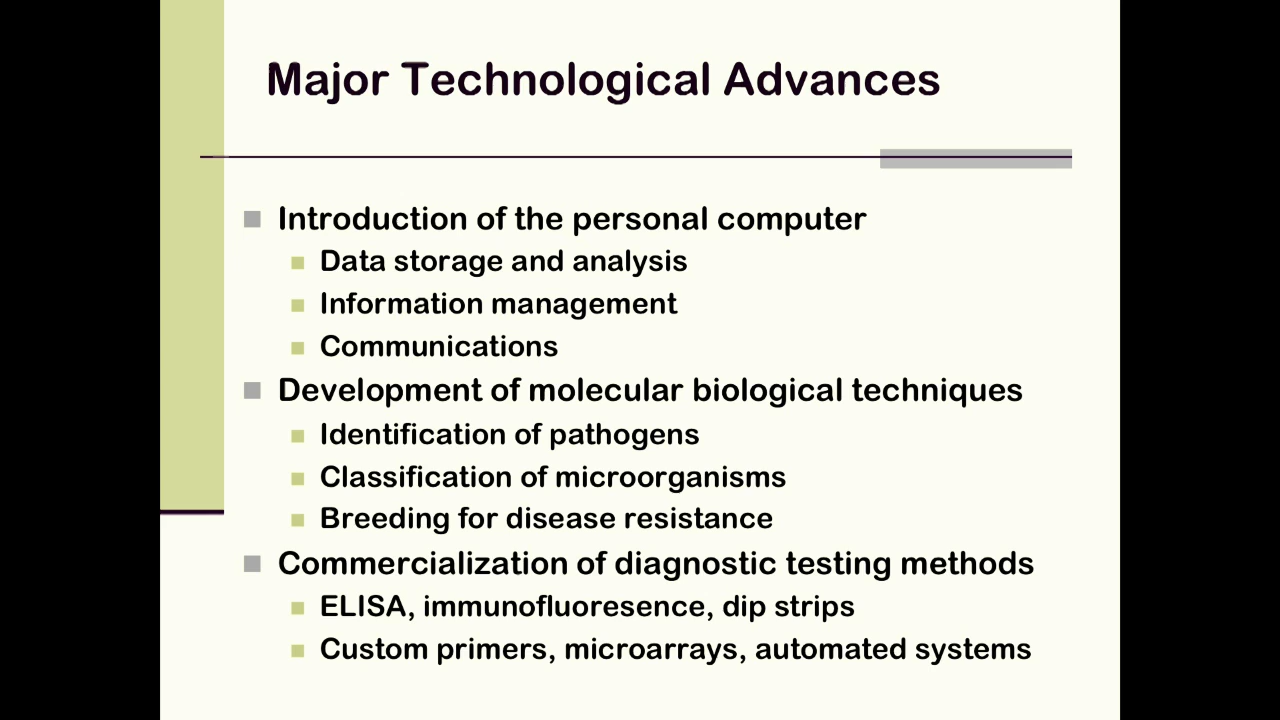 Major Technological Advances
Introduction of the personal computer
Data storage and analysis
Information management
Communications
Development of molecular biological techniques
Identification of pathogens
Classification of microorganisms
Breeding for disease resistance
Commercialization of diagnostic testing methods
ELISA, immunofluoresence, dip strips
Custom primers, microarrays, automated systems